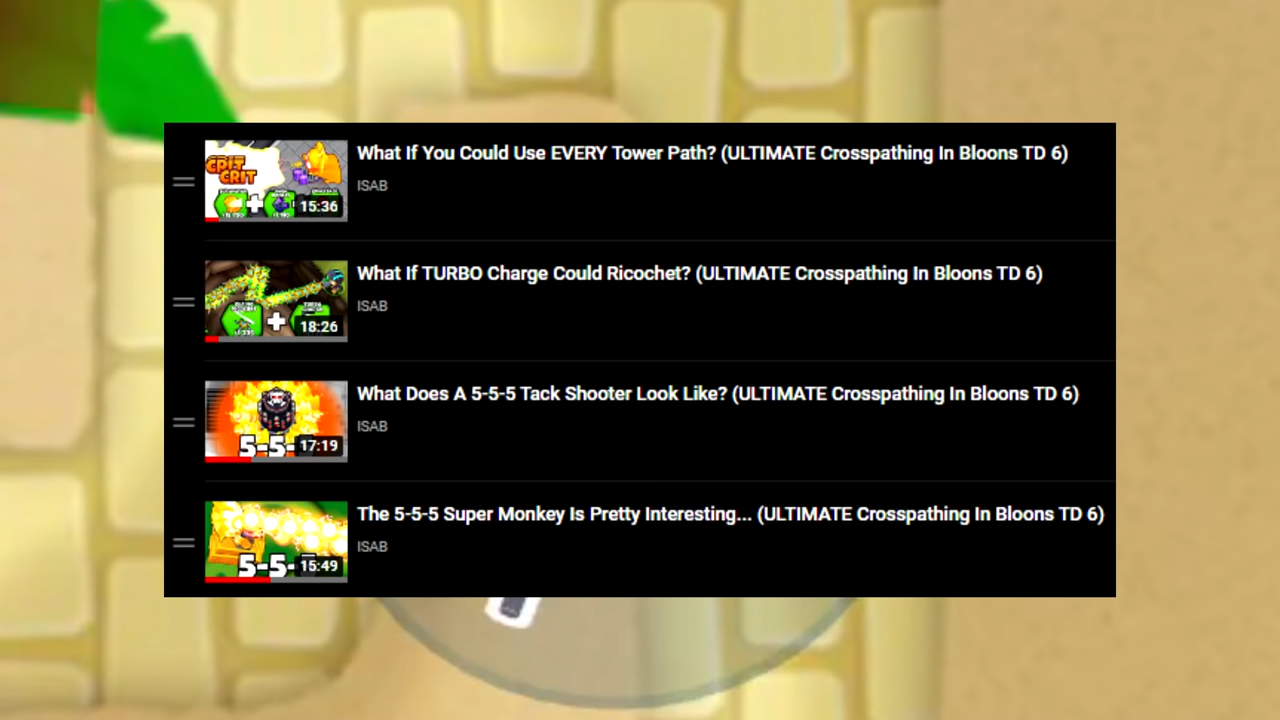 What If You Could Use EVERY Tower Path? (ULTIMATE Crosspathing In Bloons TD 6)
ISAB
CRIT
CRIT
+
15:36
What If TURBO Charge Could Ricochet? (ULTIMATE Crosspathing In Bloons TD 6)
ISAB
+
18:26
What Does A 5-5-5 Tack Shooter Look Like? (ULTIMATE Crosspathing In Bloons TD 6)
ISAB
5-5-
17:19
The 5-5-5 Super Monkey Is Pretty Interesting... (ULTIMATE Crosspathing In Bloons TD 6)
ISAB
5-5-
15:49